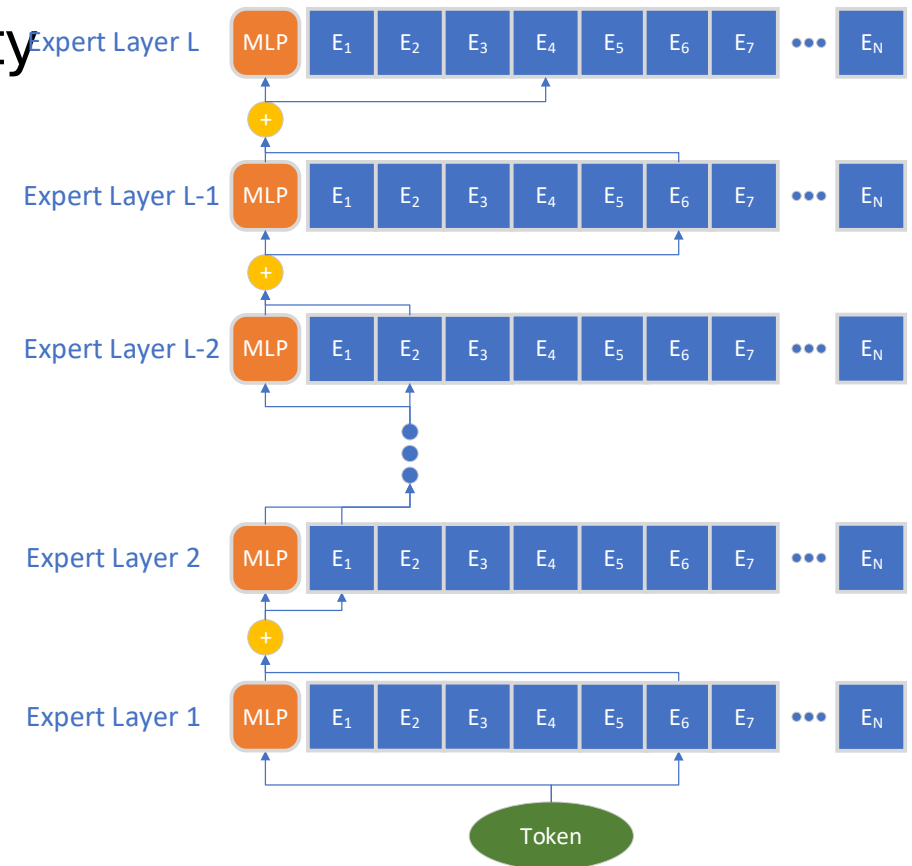 ty
Expert Layer L MLP E₁ E₂ E₃ E₄ E₅ E₆ E₇ Eₙ
+
Expert Layer L-1 MLP E₁ E₂ E₃ E₄ E₅ E₆ E₇ Eₙ
+
Expert Layer L-2 MLP E₁ E₂ E₃ E₄ E₅ E₆ E₇ Eₙ
Expert Layer 2 MLP E₁ E₂ E₃ E₄ E₅ E₆ E₇ Eₙ
+
Expert Layer 1 MLP E₁ E₂ E₃ E₄ E₅ E₆ E₇ Eₙ
Token